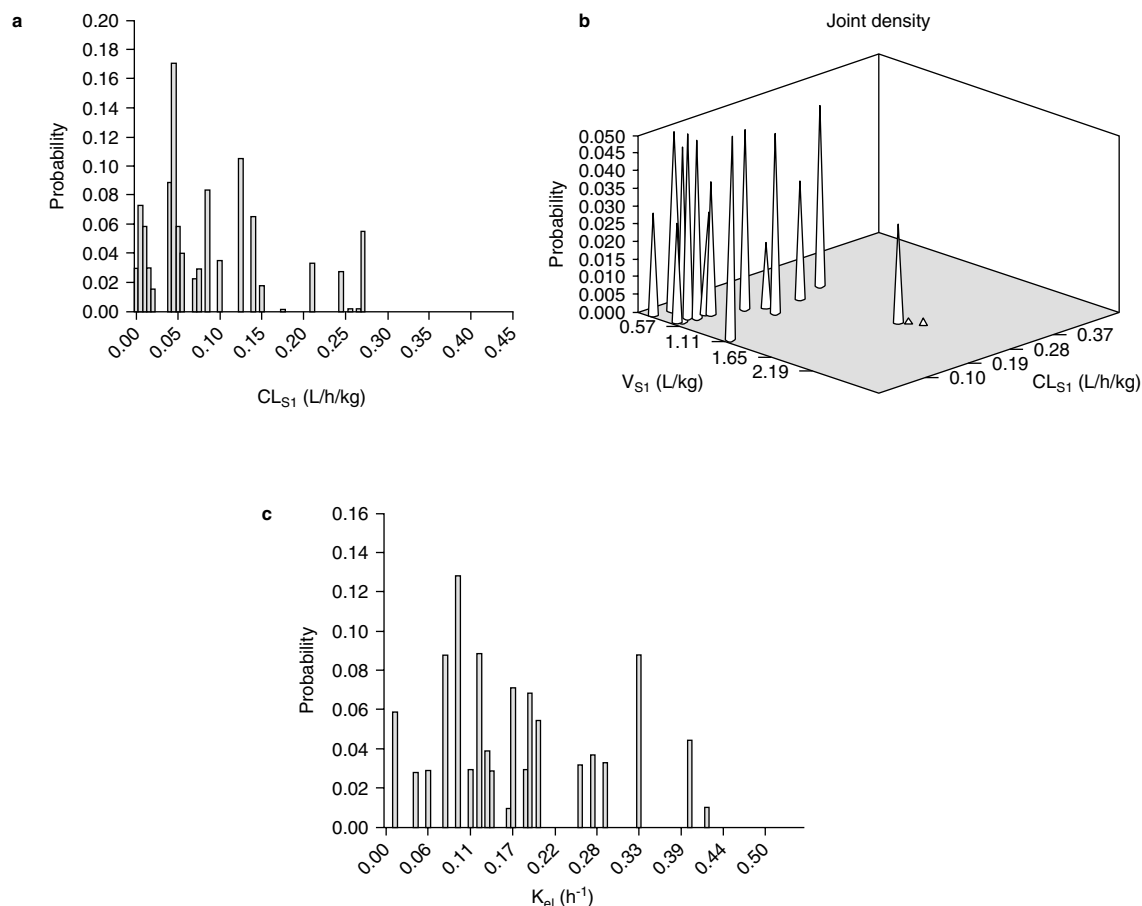 a
0.20
0.18
0.16
0.14
0.12
0.10
0.08
0.06
0.04
0.02
0.00
Probability
0.00 0.05 0.10 0.15 0.20 0.25 0.30 0.35 0.40 0.45
CLS1 (L/h/kg)
b
Joint density
0.050
0.045
0.040
0.035
0.030
0.025
0.020
0.015
0.010
0.005
0.000
Probability
0.57 1.11 1.65 2.19
VS1 (L/kg)
0.10 0.19 0.28 0.37
CLS1 (L/h/kg)
c
0.16
0.14
0.12
0.10
0.08
0.06
0.04
0.02
0.00
Probability
0.00 0.06 0.11 0.17 0.22 0.28 0.33 0.39 0.44 0.50
Kel (h-1)